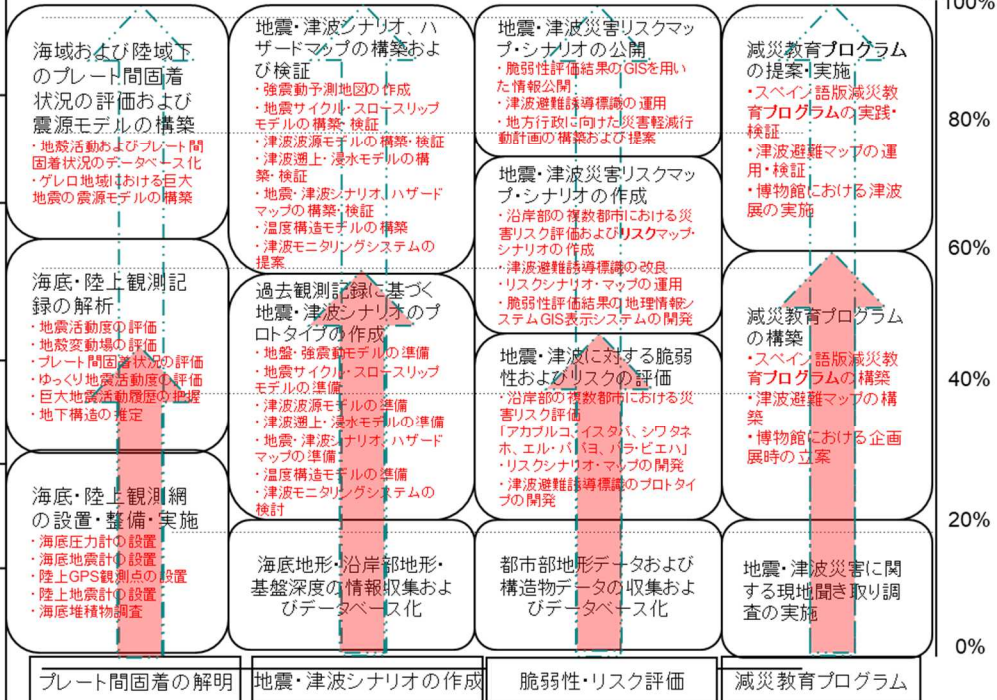 海域および陸域下
のプレート間固着
状況の評価および
震源モデルの構築
・地殻活動およびプレート間
固着状況のデータベース化
・ゲレロ地域における巨大
地震の震源モデルの構築
海底・陸上観測記
録の解析
・地震活動度の評価
・地殻変動場の評価
・プレート間固着状況の評価
・ゆっくり地震活動度の評価
・巨大地震活動履歴の把握
・地下構造の推定
海底・陸上観測網
の設置・整備・実施
・海底圧力計の設置
・海底地震計の設置
・陸上GPS観測点の設置
・陸上地震計の設置
・海底堆積物調査
プレート間固着の解明
地震・津波シナリオ、ハ
ザードマップの構築およ
び検証
・強震動予測地図の作成
・地震サイクル・スロースリップ
モデルの構築・検証
・津波波源モデルの構築・検証
・津波遡上・浸水モデルの構
築・検証
・地震・津波シナリオ、ハザード
マップの構築・検証
・温度構造モデルの構築
・津波モニタリングシステムの
提案
過去観測記録に基づく
地震・津波シナリオのプ
ロトタイプの作成
・地盤・強震動モデルの準備
・地震サイクル・スロースリップ
モデルの準備
・津波波源モデルの準備
・津波遡上・浸水モデルの準備
・地震・津波シナリオ、ハザード
マップの準備
・温度構造モデルの準備
・津波モニタリングシステムの
検討
海底地形・沿岸部地形・
基盤深度の情報収集およ
びデータベース化
地震・津波シナリオの作成
地震・津波災害リスクマッ
プ・シナリオの公開
・脆弱性評価結果のGISを用い
た情報公開
・津波避難誘導標識の運用
・地方行政に向けた災害軽減行
動計画の構築および提案
地震・津波災害リスクマッ
プ・シナリオの作成
・沿岸部の複数都市における災
害リスク評価およびリスクマップ・
シナリオの作成
・津波避難誘導標識の改良
・リスクシナリオ・マップの運用
・脆弱性評価結果の地理情報シ
ステムGIS表示システムの開発
地震・津波に対する脆弱
性およびリスクの評価
・沿岸部の複数都市における災
害リスク評価
「アカプルコ、イスタパ、シワタネ
ホ、エル・パパヨ、バラ・ビエハ」
・リスクシナリオ・マップの開発
・津波避難誘導標識のプロトタイ
プの開発
都市部地形データおよび
構造物データの収集およ
びデータベース化
脆弱性・リスク評価
減災教育プログラム
の提案・実施
・スペイン語版減災教
育プログラムの実践・
検証
・津波避難マップの運
用・検証
・博物館における津波
展の実施
減災教育プログラム
の構築
・スペイン語版減災教
育プログラムの構築
・津波避難マップの構
築
・博物館における企画
展時の立案
地震・津波災害に関
する現地聞き取り調
査の実施
減災教育プログラム
100%
80%
60%
40%
20%
0%